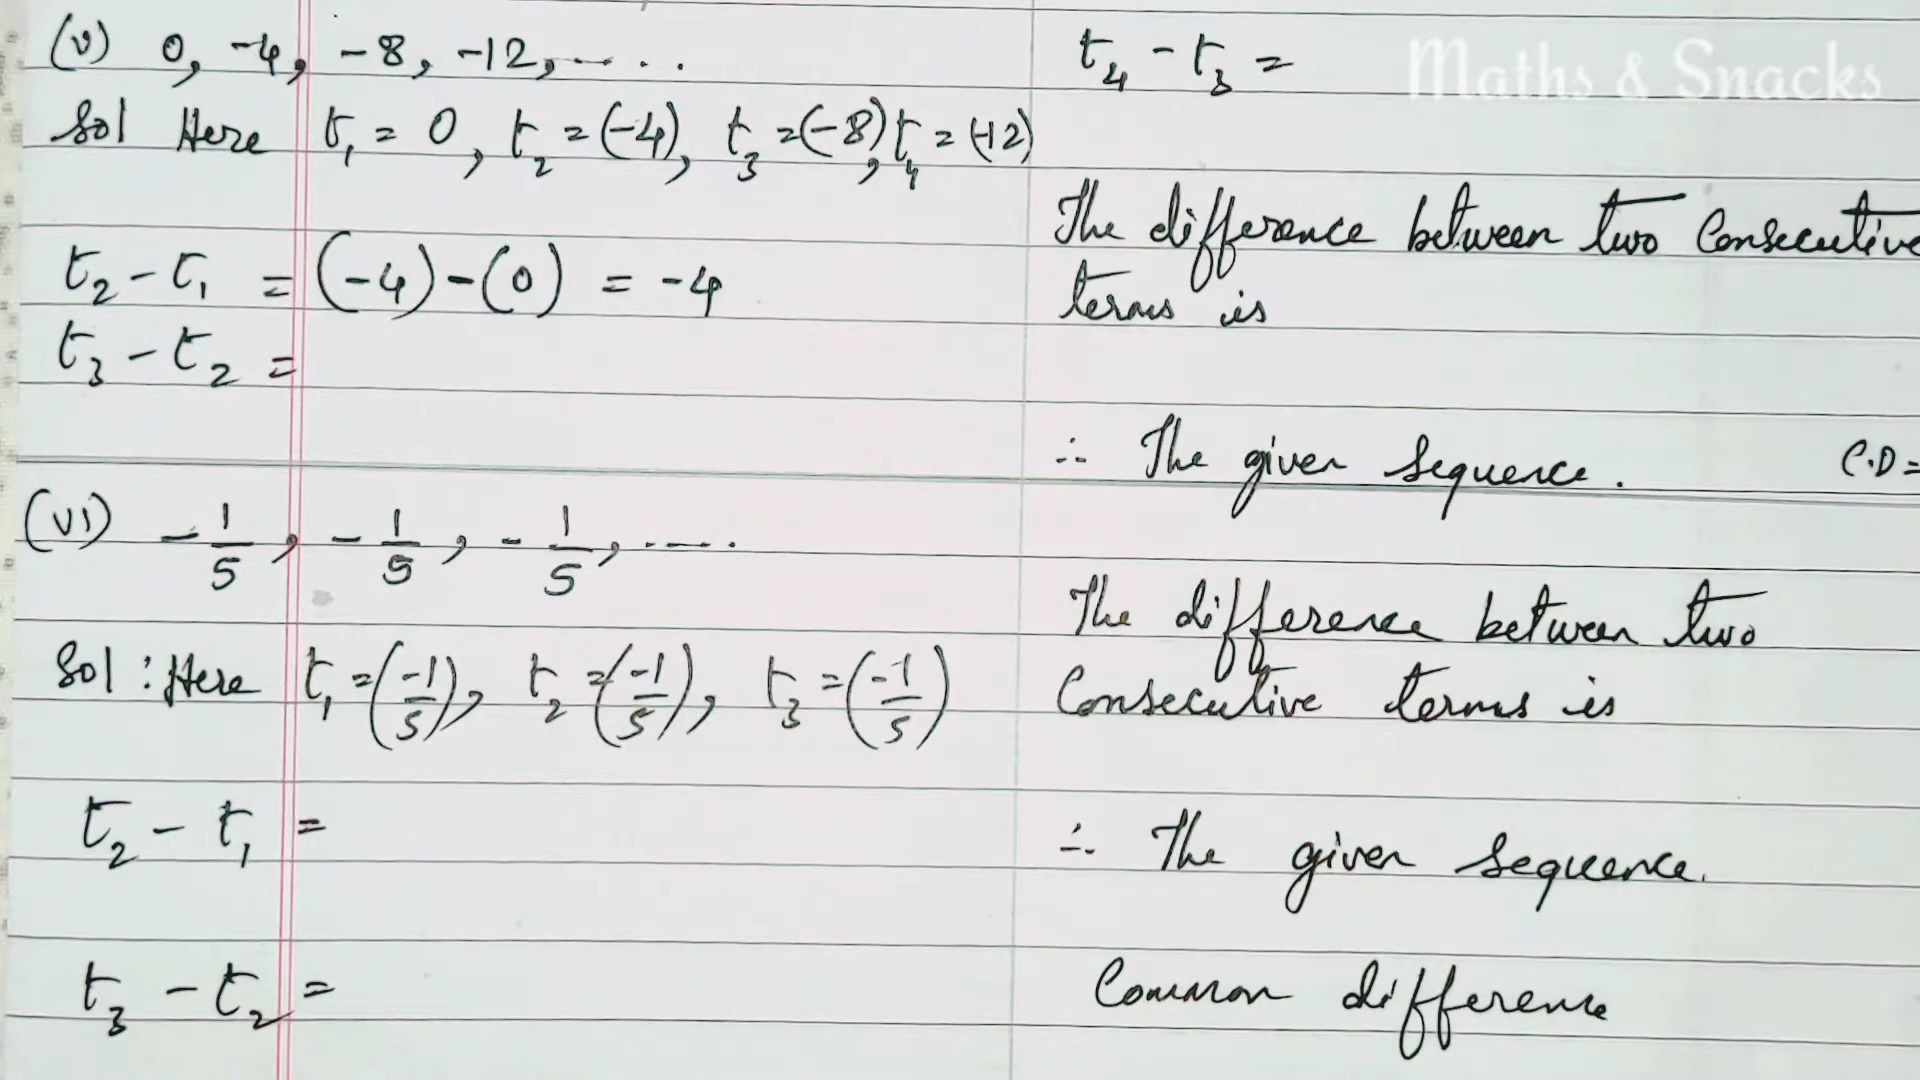 (v) 0, -4, -8, -12, ......
Sol Here t₁ = 0, t₂ = (-4), t₃ = (-8), t₄ = (-12)
t₂ - t₁ = (-4) - (0) = -4
t₃ - t₂ =
(vi) -1/5, -1/5, -1/5, .....
Sol : Here t₁ = (-1/5), t₂ = (-1/5), t₃ = (-1/5)
t₂ - t₁ =
t₃ - t₂ =
Maths & Snacks
t₄ - t₃ =
The difference between two Consecutive
terms is
∴ The given Sequence. C.D =
The difference between two
Consecutive terms is
∴ The given Sequence.
Common difference